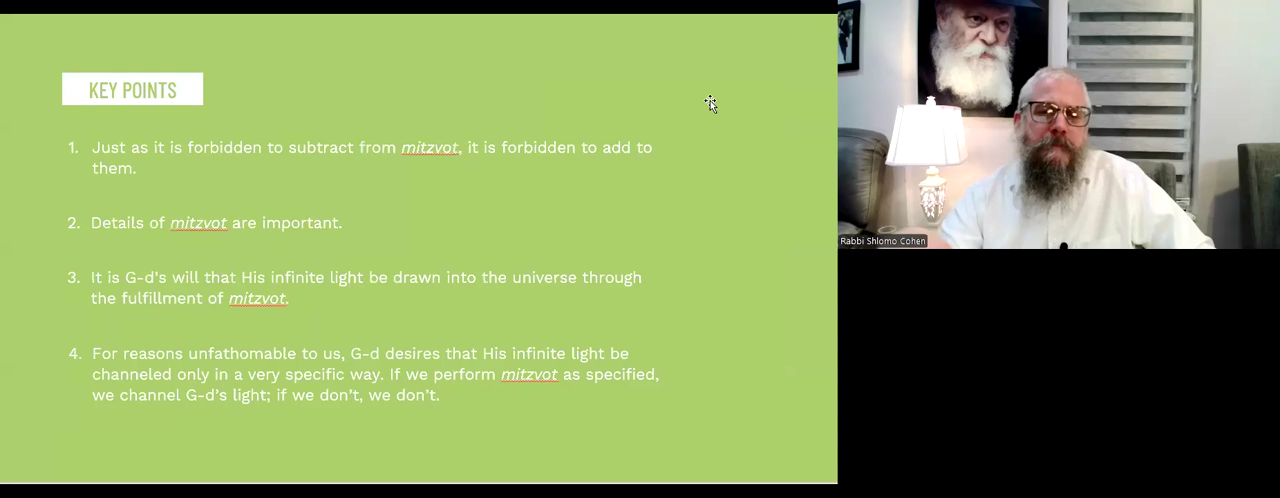 KEY POINTS
1. Just as it is forbidden to subtract from mitzvot, it is forbidden to add to
them.
2. Details of mitzvot are important.
3. It is G-d's will that His infinite light be drawn into the universe through
the fulfillment of mitzvot.
4. For reasons unfathomable to us, G-d desires that His infinite light be
channeled only in a very specific way. If we perform mitzvot as specified,
we channel G-d's light; if we don't, we don't.
Rabbi Shlomo Cohen